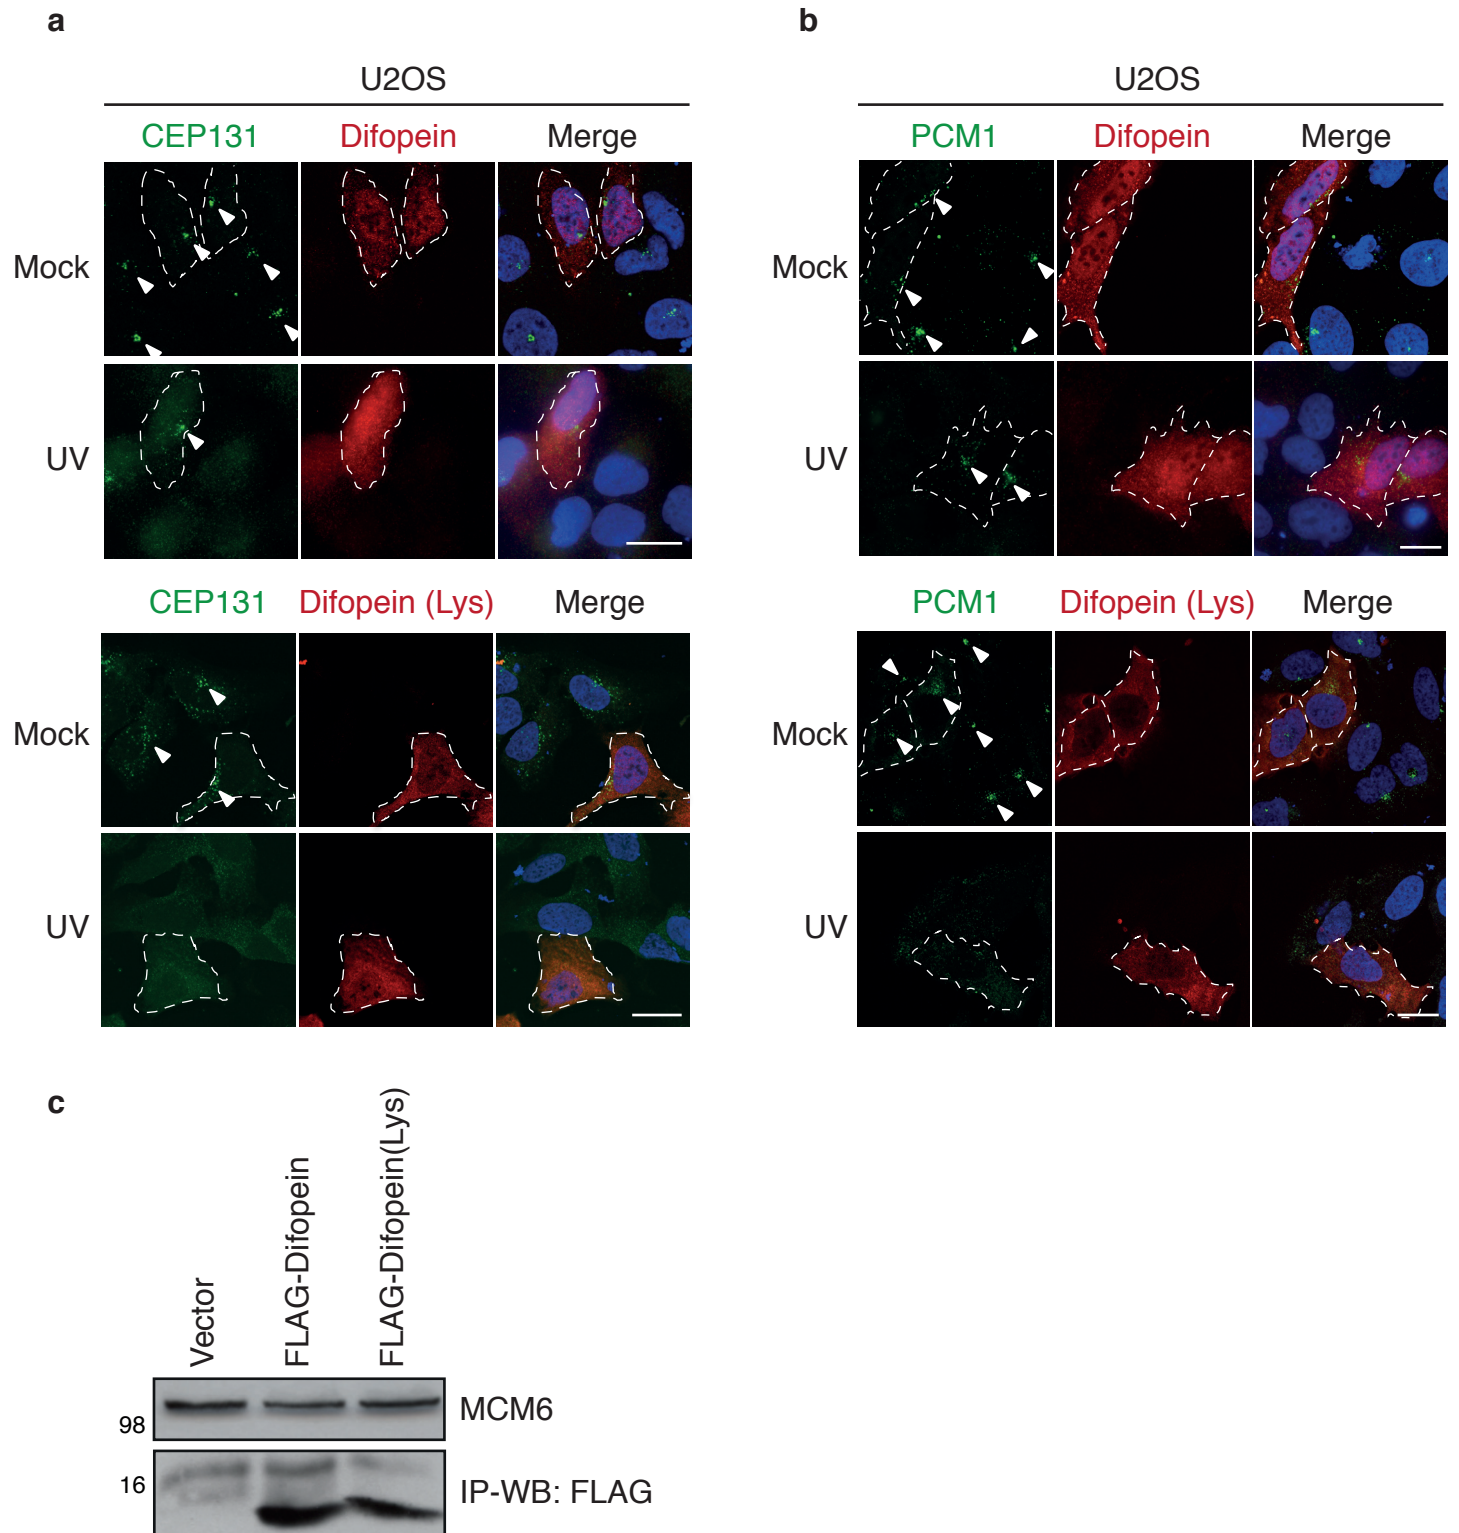 a
U2OS
CEP131 Difopein Merge
Mock
UV
CEP131 Difopein (Lys) Merge
Mock
UV
b
U2OS
PCM1 Difopein Merge
Mock
UV
PCM1 Difopein (Lys) Merge
Mock
UV
c
Vector
FLAG-Difopein
FLAG-Difopein(Lys)
98 MCM6
16 IP-WB: FLAG